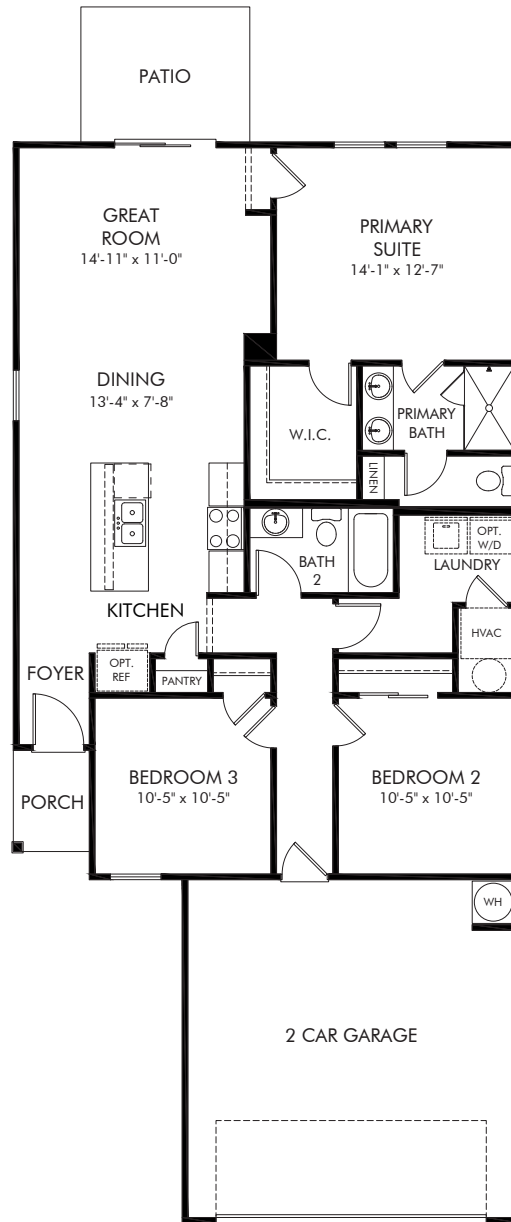 PATIO
GREAT
ROOM
14'-11" x 11'-0"
PRIMARY
SUITE
14'-1" x 12'-7"
DINING
13'-4" x 7'-8"
W.I.C.
PRIMARY
BATH
LINEN
BATH
2
OPT.
W/D
LAUNDRY
KITCHEN
HVAC
FOYER
OPT.
REF
PANTRY
PORCH
BEDROOM 3
10'-5" x 10'-5"
BEDROOM 2
10'-5" x 10'-5"
WH
2 CAR GARAGE